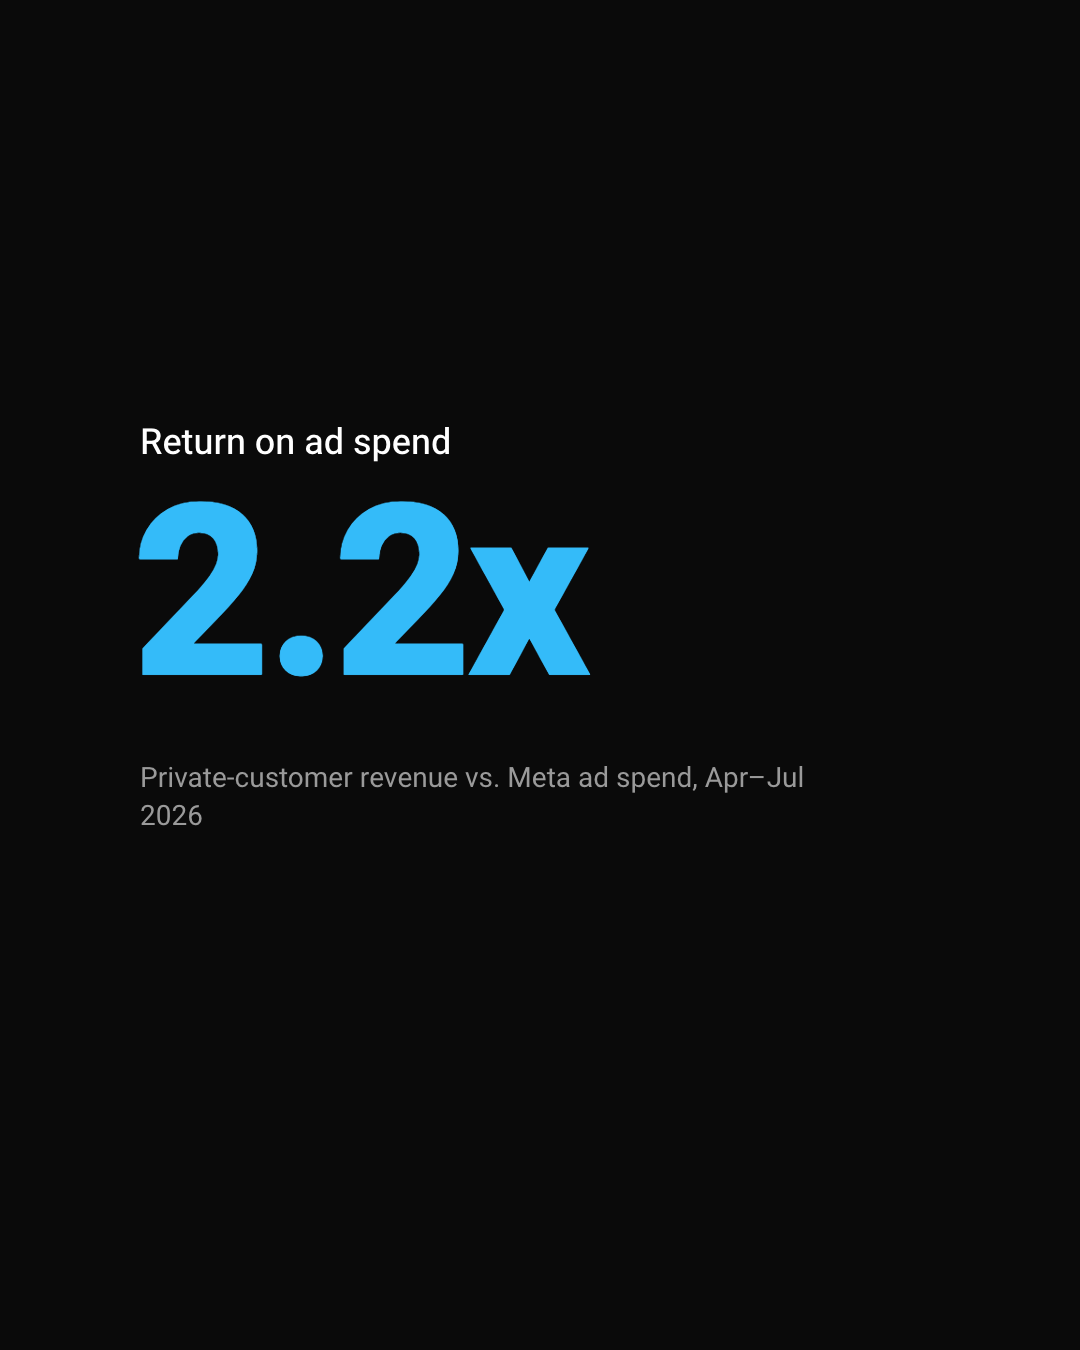 Return on ad spend
2.2x
Private-customer revenue vs. Meta ad spend, Apr–Jul
2026